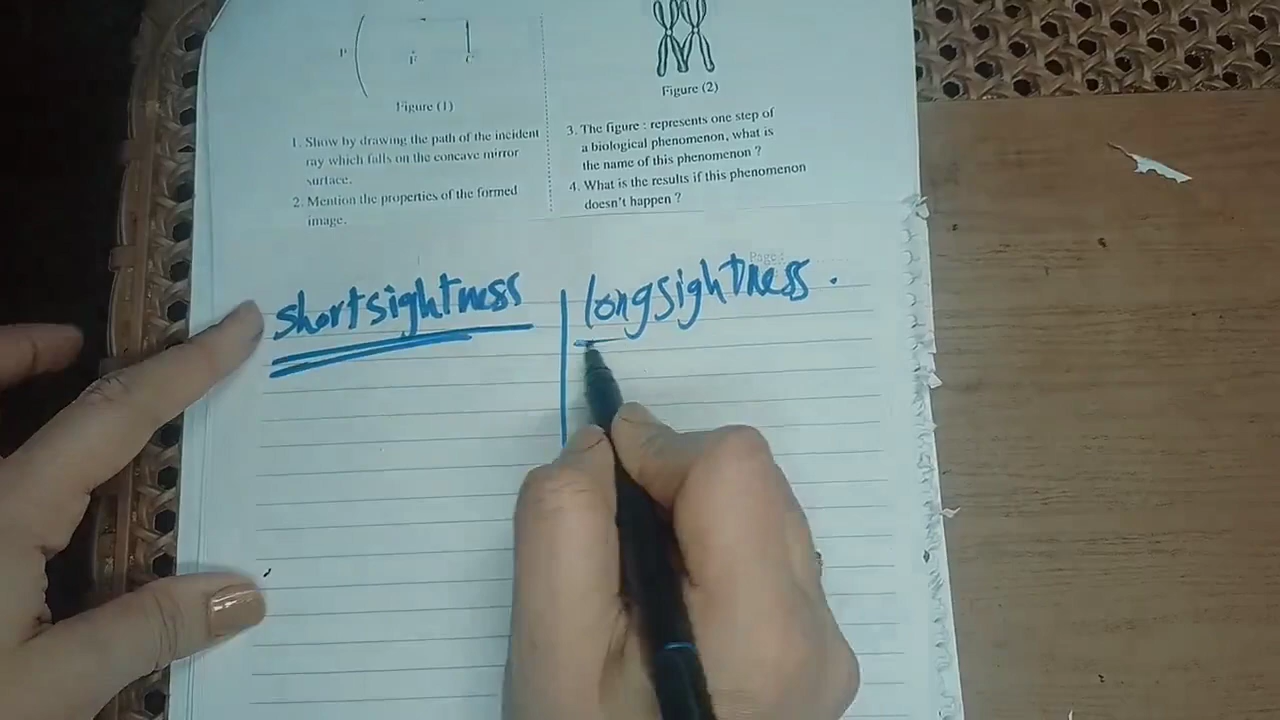 P
F
C
Figure (1)
1. Show by drawing the path of the incident
ray which falls on the concave mirror
surface.
2. Mention the properties of the formed
image.
Figure (2)
3. The figure : represents one step of
a biological phenomenon, what is
the name of this phenomenon ?
4. What is the results if this phenomenon
doesn't happen ?
Page :
shortsightness
longsightness .